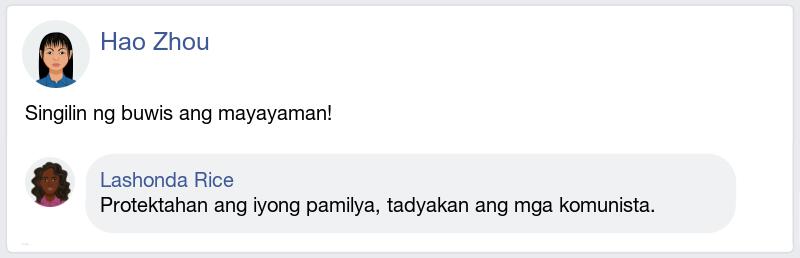 Hao Zhou
Singilin ng buwis ang mayayaman!
Lashonda Rice
Protektahan ang iyong pamilya, tadyakan ang mga komunista.